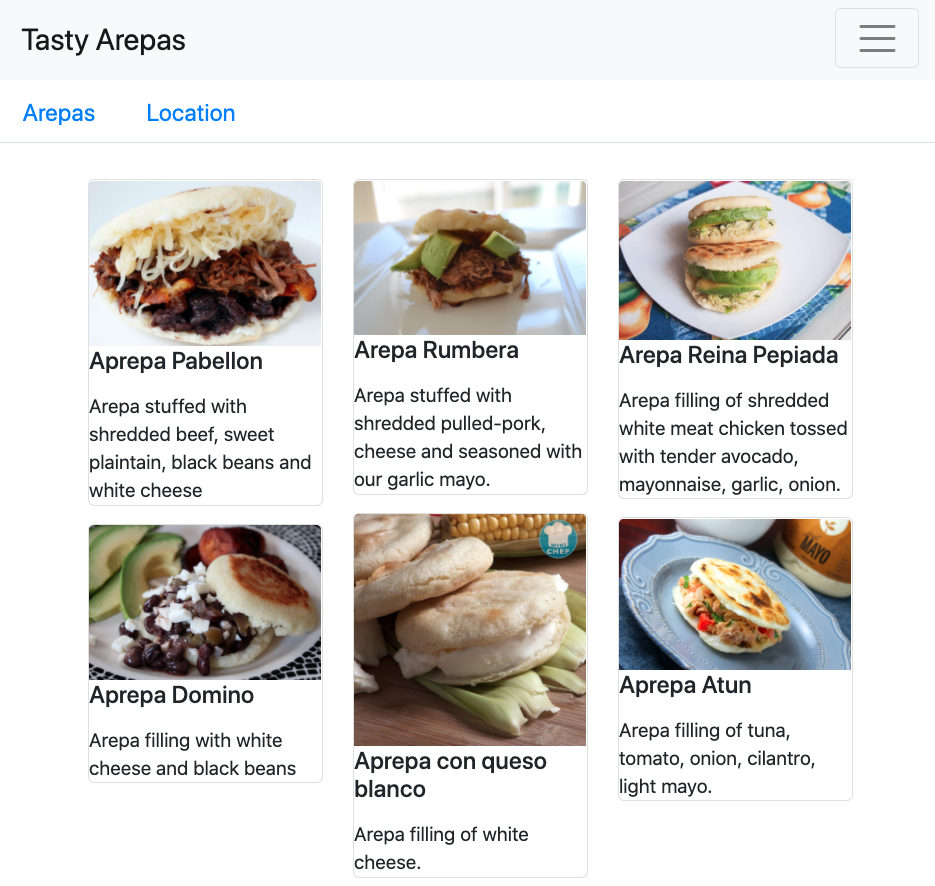 Tasty Arepas
Arepas
Location
Aprepa Pabellon
Arepa stuffed with
shredded beef, sweet
plaintain, black beans and
white cheese
Arepa Rumbera
Arepa stuffed with
shredded pulled-pork,
cheese and seasoned with
our garlic mayo.
Arepa Reina Pepiada
Arepa filling of shredded
white meat chicken tossed
with tender avocado,
mayonnaise, garlic, onion.
Aprepa Domino
Arepa filling with white
cheese and black beans
CHEF
Aprepa con queso
blanco
Arepa filling of white
cheese.
MAYO
Aprepa Atun
Arepa filling of tuna,
tomato, onion, cilantro,
light mayo.